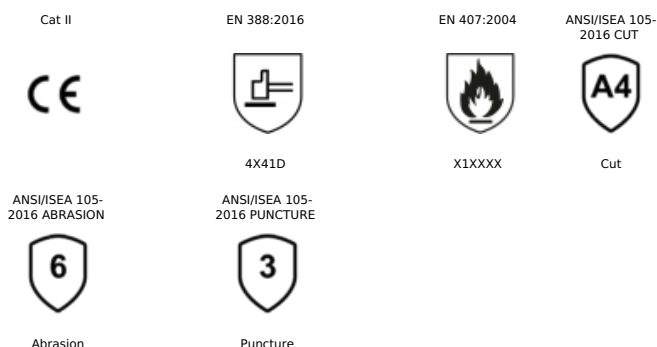 Cat II
EN 388:2016
EN 407:2004
ANSI/ISEA 105-
2016 CUT
CE
A4
4X41D
X1XXXX
Cut
ANSI/ISEA 105-
2016 ABRASION
ANSI/ISEA 105-
2016 PUNCTURE
6
3
Abrasion
Puncture